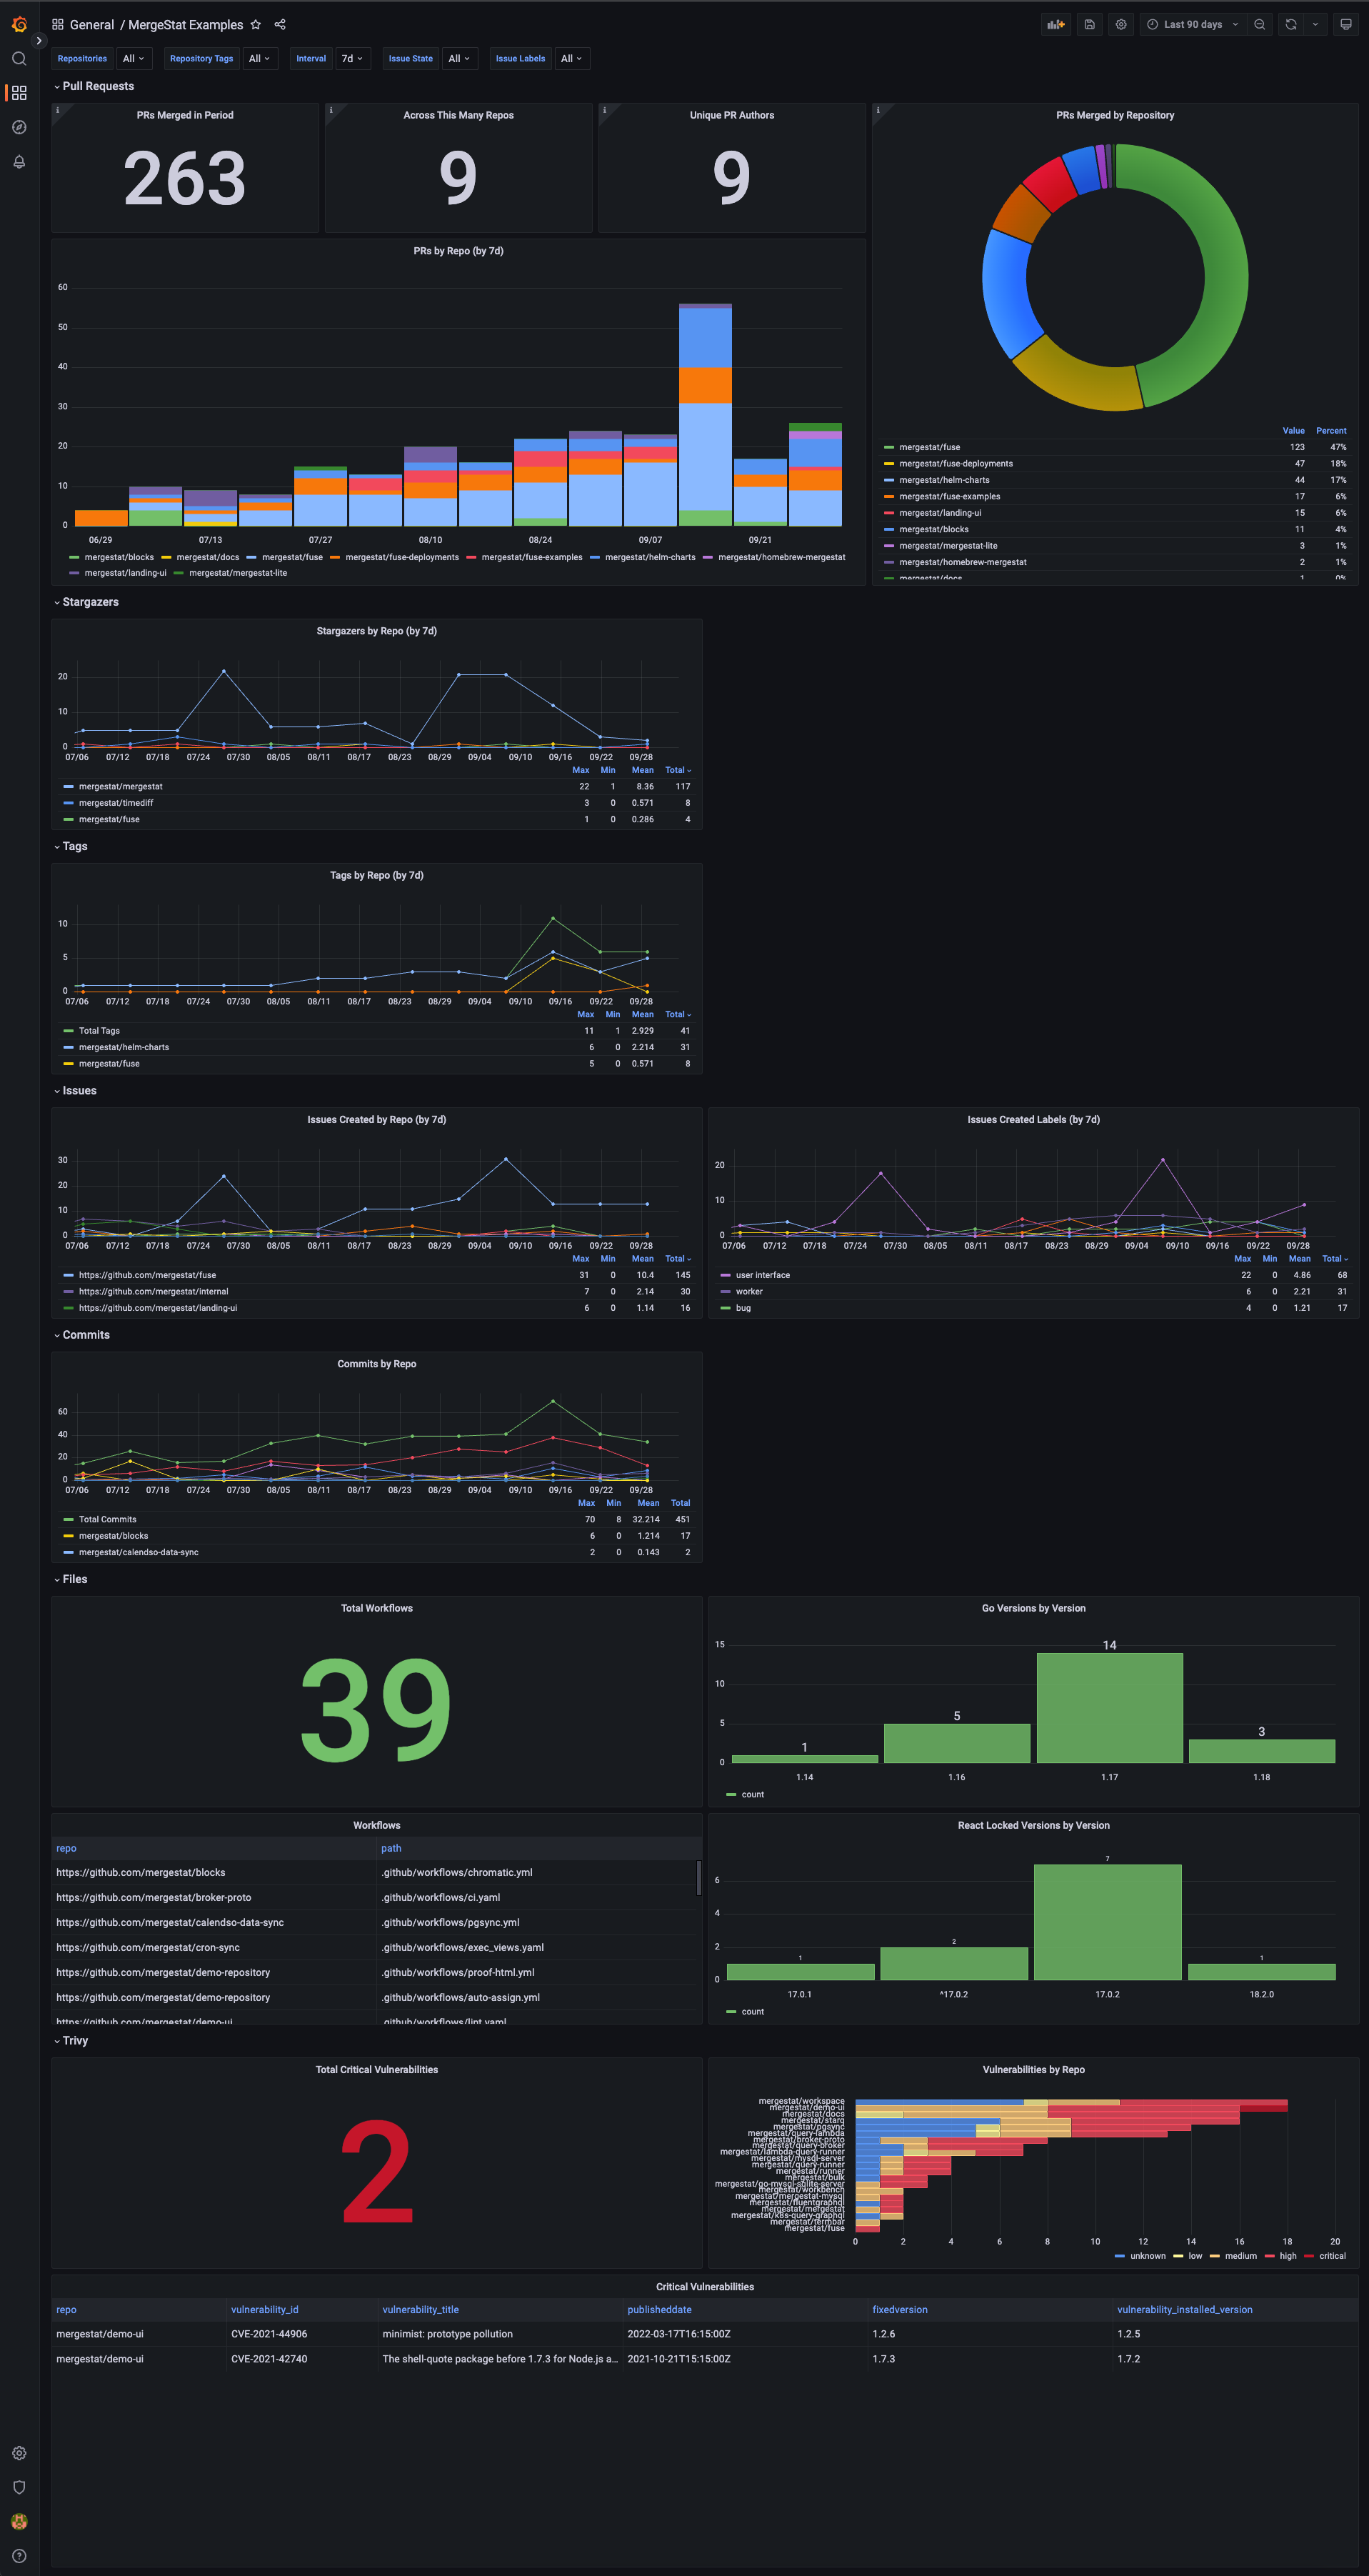 General / MergeStat Examples
Last 90 days
Repositories All Repository Tags All Interval 7d Issue State All Issue Labels All
Pull Requests
PRs Merged in Period
263
Across This Many Repos
9
Unique PR Authors
9
PRs Merged by Repository
Value Percent
mergestat/fuse 123 47%
mergestat/fuse-deployments 47 18%
mergestat/helm-charts 44 17%
mergestat/fuse-examples 17 6%
mergestat/landing-ui 15 6%
mergestat/blocks 11 4%
mergestat/mergestat-lite 3 1%
mergestat/homebrew-mergestat 2 1%
mergestat/docs 1 0%
PRs by Repo (by 7d)
60
50
40
30
20
10
0
06/29 07/13 07/27 08/10 08/24 09/07 09/21
mergestat/blocks mergestat/docs mergestat/fuse mergestat/fuse-deployments mergestat/fuse-examples mergestat/helm-charts mergestat/homebrew-mergestat
mergestat/landing-ui mergestat/mergestat-lite
Stargazers
Stargazers by Repo (by 7d)
20
10
0
07/06 07/12 07/18 07/24 07/30 08/05 08/11 08/17 08/23 08/29 09/04 09/10 09/16 09/22 09/28
Max Min Mean Total
mergestat/mergestat 22 1 8.36 117
mergestat/timediff 3 0 0.571 8
mergestat/fuse 1 0 0.286 4
Tags
Tags by Repo (by 7d)
10
5
0
07/06 07/12 07/18 07/24 07/30 08/05 08/11 08/17 08/23 08/29 09/04 09/10 09/16 09/22 09/28
Max Min Mean Total
Total Tags 11 1 2.929 41
mergestat/helm-charts 6 0 2.214 31
mergestat/fuse 5 0 0.571 8
Issues
Issues Created by Repo (by 7d)
30
20
10
0
07/06 07/12 07/18 07/24 07/30 08/05 08/11 08/17 08/23 08/29 09/04 09/10 09/16 09/22 09/28
Max Min Mean Total
https://github.com/mergestat/fuse 31 0 10.4 145
https://github.com/mergestat/internal 7 0 2.14 30
https://github.com/mergestat/landing-ui 6 0 1.14 16
Issues Created Labels (by 7d)
20
10
0
07/06 07/12 07/18 07/24 07/30 08/05 08/11 08/17 08/23 08/29 09/04 09/10 09/16 09/22 09/28
Max Min Mean Total
user interface 22 0 4.86 68
worker 6 0 2.21 31
bug 4 0 1.21 17
Commits
Commits by Repo
60
40
20
0
07/06 07/12 07/18 07/24 07/30 08/05 08/11 08/17 08/23 08/29 09/04 09/10 09/16 09/22 09/28
Max Min Mean Total
Total Commits 70 8 32.214 451
mergestat/blocks 6 0 1.214 17
mergestat/calendso-data-sync 2 0 0.143 2
Files
Total Workflows
39
Go Versions by Version
15
10
5
0
1 5 14 3
1.14 1.16 1.17 1.18
count
Workflows
repo path
https://github.com/mergestat/blocks .github/workflows/chromatic.yml
https://github.com/mergestat/broker-proto .github/workflows/ci.yaml
https://github.com/mergestat/calendso-data-sync .github/workflows/pgsync.yml
https://github.com/mergestat/cron-sync .github/workflows/exec_views.yaml
https://github.com/mergestat/demo-repository .github/workflows/proof-html.yml
https://github.com/mergestat/demo-repository .github/workflows/auto-assign.yml
https://github.com/mergestat/demo-ui .github/workflows/lint.yaml
React Locked Versions by Version
6
4
2
0
1 2 7 1
17.0.1 ^17.0.2 17.0.2 18.2.0
count
Trivy
Total Critical Vulnerabilities
2
Vulnerabilities by Repo
mergestat/workspace
mergestat/demo-ui
mergestat/docs
mergestat/starq
mergestat/pgsync
mergestat/query-lambda
mergestat/broker-proto
mergestat/query-broker
mergestat/lambda-query-runner
mergestat/mysql-server
mergestat/query-runner
mergestat/runner
mergestat/bulk
mergestat/go-mysql-sqlite-server
mergestat/workbench
mergestat/mergestat-mysql
mergestat/fluentgraphql
mergestat/mergestat
mergestat/k8s-query-graphql
mergestat/termbar
mergestat/fuse
0 2 4 6 8 10 12 14 16 18 20
unknown low medium high critical
Critical Vulnerabilities
repo vulnerability_id vulnerability_title publisheddate fixedversion vulnerability_installed_version
mergestat/demo-ui CVE-2021-44906 minimist: prototype pollution 2022-03-17T16:15:00Z 1.2.6 1.2.5
mergestat/demo-ui CVE-2021-42740 The shell-quote package before 1.7.3 for Node.js a... 2021-10-21T15:15:00Z 1.7.3 1.7.2